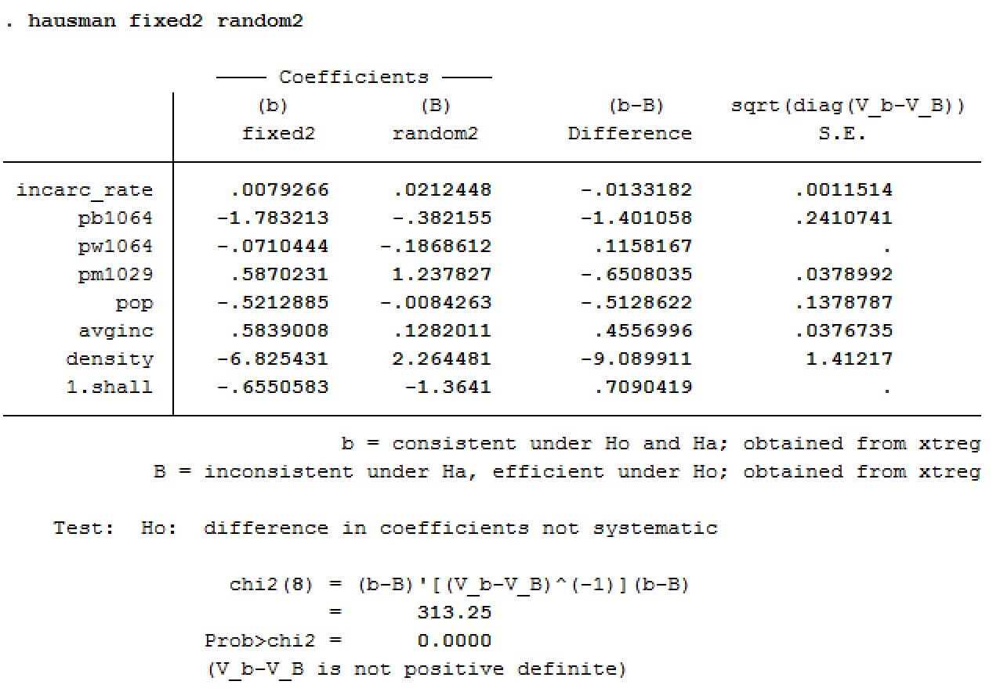 . hausman fixed2 random2
Coefficients
(b) (B) (b-B) sqrt(diag(V_b-V_B))
fixed2 random2 Difference S.E.
incarc_rate .0079266 .0212448 -.0133182 .0011514
pb1064 -1.783213 -.382155 -1.401058 .2410741
pw1064 -.0710444 -.1868612 .1158167 .
pm1029 .5870231 1.237827 -.6508035 .0378992
pop -.5212885 -.0084263 -.5128622 .1378787
avginc .5839008 .1282011 .4556996 .0376735
density -6.825431 2.264481 -9.089911 1.41217
1.shall -.6550583 -1.3641 .7090419 .
b = consistent under Ho and Ha; obtained from xtreg
B = inconsistent under Ha, efficient under Ho; obtained from xtreg
Test: Ho: difference in coefficients not systematic
chi2(8) = (b-B)'[(V_b-V_B)^(-1)](b-B)
= 313.25
Prob>chi2 = 0.0000
(V_b-V_B is not positive definite)